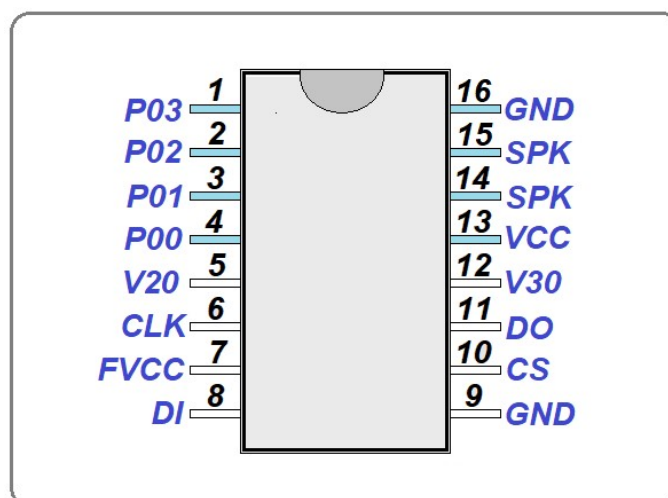 1 16
P03 GND
2 15
P02 SPK
3 14
P01 SPK
4 13
P00 VCC
5 12
V20 V30
6 11
CLK DO
7 10
FVCC CS
8 9
DI GND